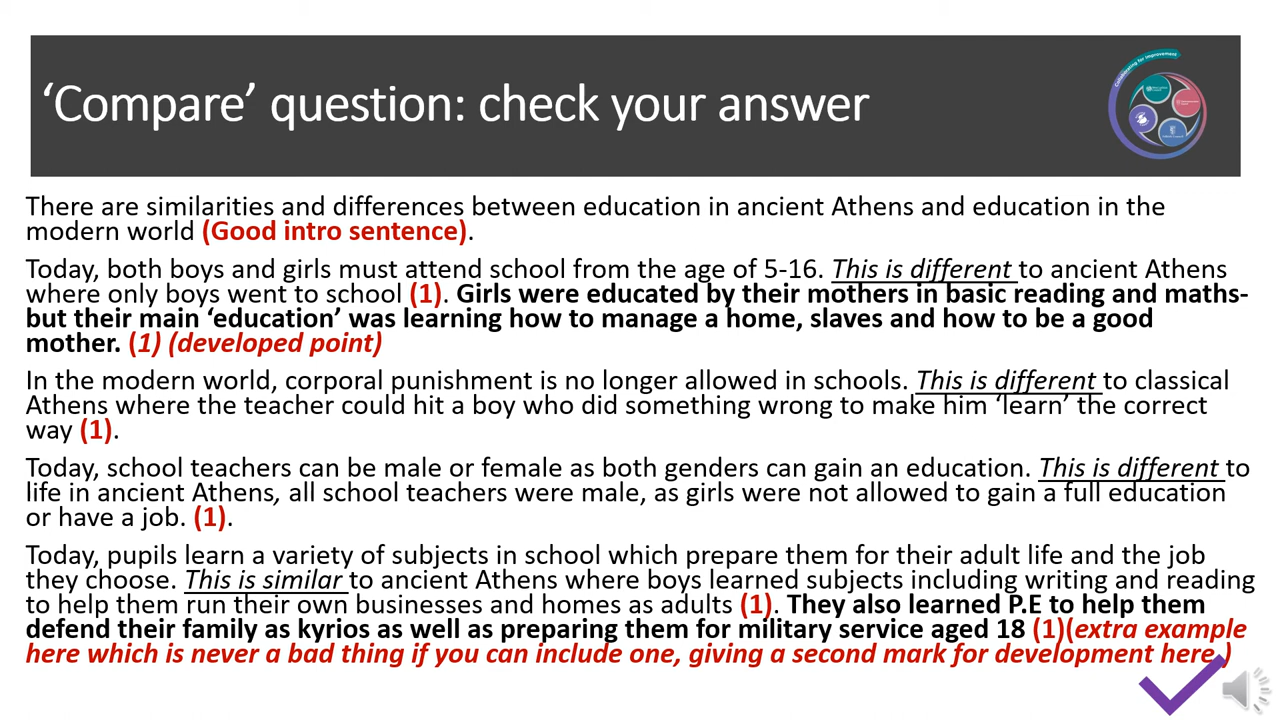 ‘Compare’ question: check your answer
Collaborating for Improvement
There are similarities and differences between education in ancient Athens and education in the
modern world (Good intro sentence).
Today, both boys and girls must attend school from the age of 5-16. This is different to ancient Athens
where only boys went to school (1). Girls were educated by their mothers in basic reading and maths-
but their main ‘education’ was learning how to manage a home, slaves and how to be a good
mother. (1) (developed point)
In the modern world, corporal punishment is no longer allowed in schools. This is different to classical
Athens where the teacher could hit a boy who did something wrong to make him ‘learn’ the correct
way (1).
Today, school teachers can be male or female as both genders can gain an education. This is different to
life in ancient Athens, all school teachers were male, as girls were not allowed to gain a full education
or have a job. (1).
Today, pupils learn a variety of subjects in school which prepare them for their adult life and the job
they choose. This is similar to ancient Athens where boys learned subjects including writing and reading
to help them run their own businesses and homes as adults (1). They also learned P.E to help them
defend their family as kyrios as well as preparing them for military service aged 18 (1)(extra example
here which is never a bad thing if you can include one, giving a second mark for development here.)